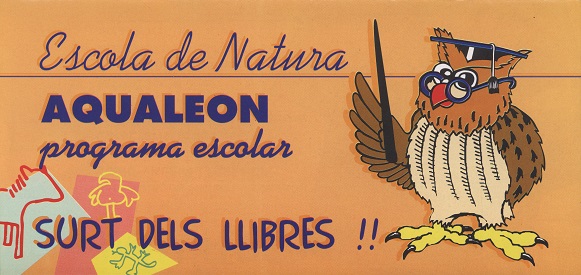 Escola de Natura
AQUALEON
programa escolar
SURT DELS LLIBRES !!